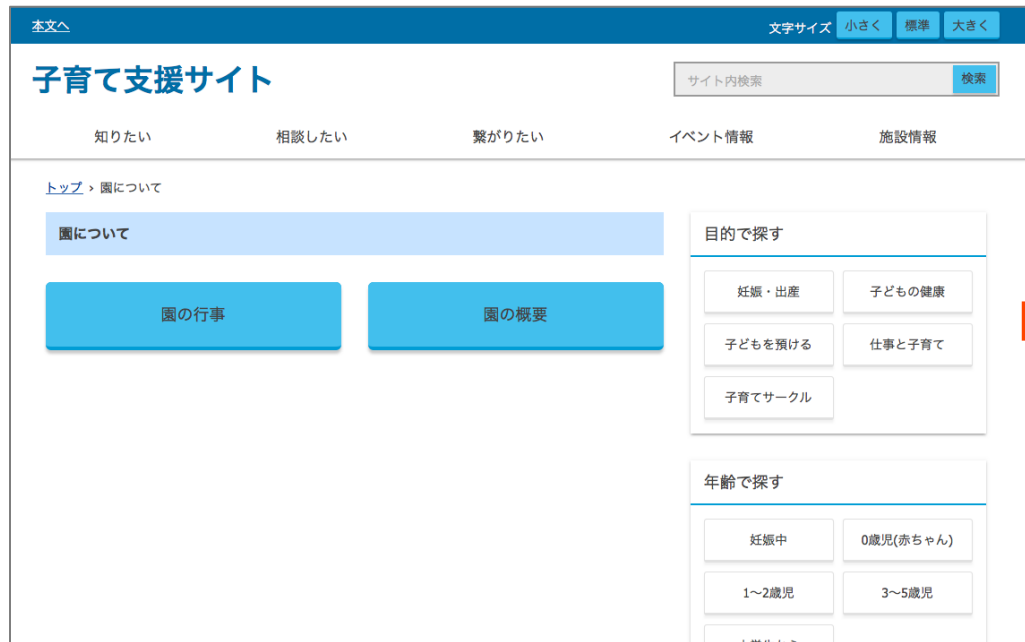 本文へ
文字サイズ 小さく 標準 大きく
子育て支援サイト
サイト内検索 検索
知りたい 相談したい 繋がりたい イベント情報 施設情報
トップ › 園について
園について
園の行事 園の概要
目的で探す
妊娠・出産 子どもの健康
子どもを預ける 仕事と子育て
子育てサークル
年齢で探す
妊娠中 0歳児(赤ちゃん)
1〜2歳児 3〜5歳児